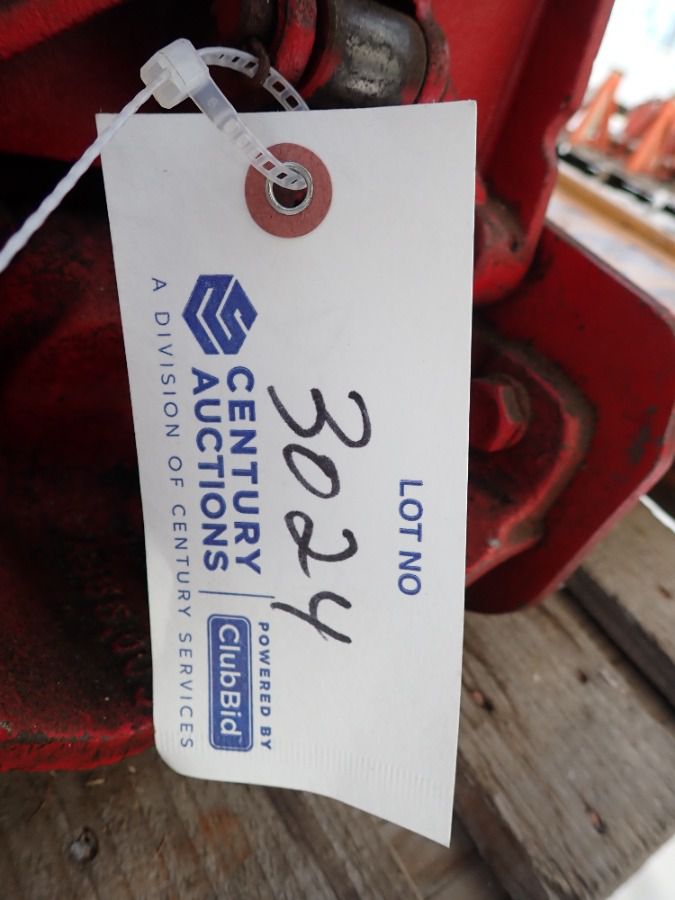 LOT NO
3024
CENTURY
AUCTIONS
A DIVISION OF CENTURY SERVICES
POWERED BY
ClubBid